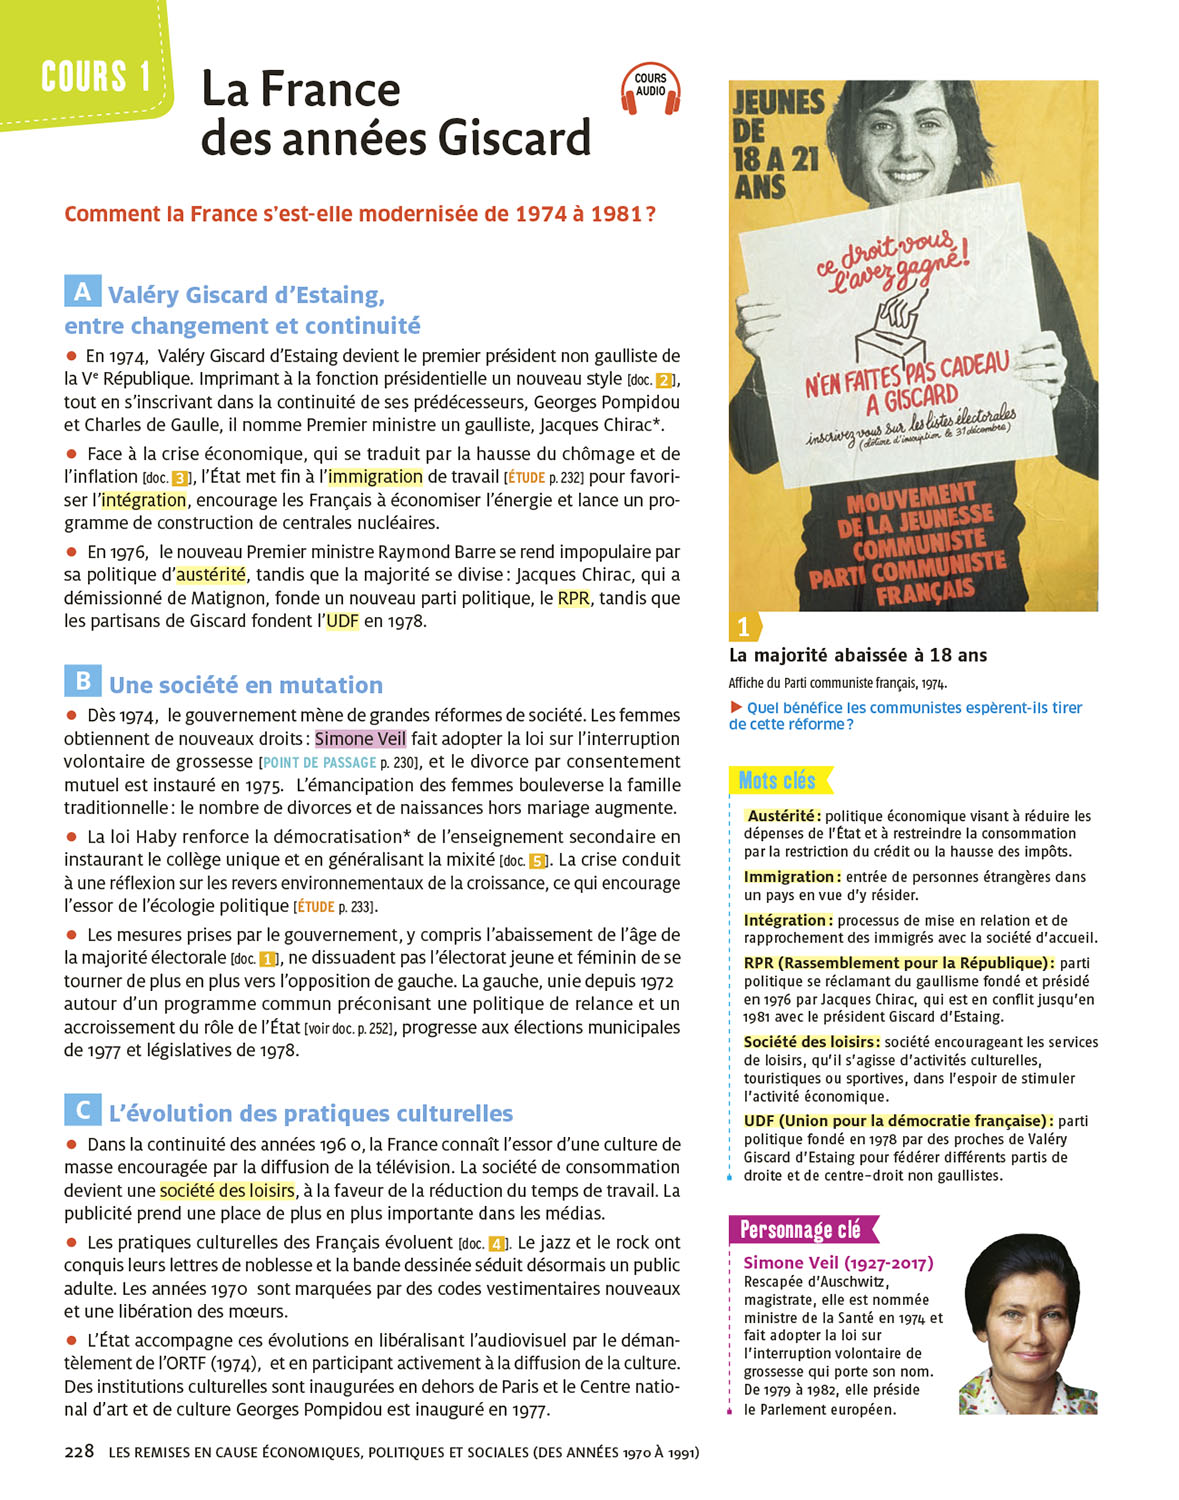 COURS 1
La France
des années Giscard
COURS
AUDIO
Comment la France s'est-elle modernisée de 1974 à 1981 ?
A Valéry Giscard d'Estaing,
entre changement et continuité
• En 1974, Valéry Giscard d'Estaing devient le premier président non gaulliste de
la Ve République. Imprimant à la fonction présidentielle un nouveau style [doc. 2],
tout en s'inscrivant dans la continuité de ses prédécesseurs, Georges Pompidou
et Charles de Gaulle, il nomme Premier ministre un gaulliste, Jacques Chirac*.
• Face à la crise économique, qui se traduit par la hausse du chômage et de
l'inflation [doc. 3], l'État met fin à l'immigration de travail [ÉTUDE p. 232] pour favori-
ser l'intégration, encourage les Français à économiser l'énergie et lance un pro-
gramme de construction de centrales nucléaires.
• En 1976, le nouveau Premier ministre Raymond Barre se rend impopulaire par
sa politique d'austérité, tandis que la majorité se divise : Jacques Chirac, qui a
démissionné de Matignon, fonde un nouveau parti politique, le RPR, tandis que
les partisans de Giscard fondent l'UDF en 1978.
B Une société en mutation
• Dès 1974, le gouvernement mène de grandes réformes de société. Les femmes
obtiennent de nouveaux droits : Simone Veil fait adopter la loi sur l'interruption
volontaire de grossesse [POINT DE PASSAGE p. 230], et le divorce par consentement
mutuel est instauré en 1975. L'émancipation des femmes bouleverse la famille
traditionnelle : le nombre de divorces et de naissances hors mariage augmente.
• La loi Haby renforce la démocratisation* de l'enseignement secondaire en
instaurant le collège unique et en généralisant la mixité [doc. 5]. La crise conduit
à une réflexion sur les revers environnementaux de la croissance, ce qui encourage
l'essor de l'écologie politique [ÉTUDE p. 233].
• Les mesures prises par le gouvernement, y compris l'abaissement de l'âge de
la majorité électorale [doc. 1], ne dissuadent pas l'électorat jeune et féminin de se
tourner de plus en plus vers l'opposition de gauche. La gauche, unie depuis 1972
autour d'un programme commun préconisant une politique de relance et un
accroissement du rôle de l'État [voir doc. p. 252], progresse aux élections municipales
de 1977 et législatives de 1978.
C L'évolution des pratiques culturelles
• Dans la continuité des années 196 0, la France connaît l'essor d'une culture de
masse encouragée par la diffusion de la télévision. La société de consommation
devient une société des loisirs, à la faveur de la réduction du temps de travail. La
publicité prend une place de plus en plus importante dans les médias.
• Les pratiques culturelles des Français évoluent [doc. 4]. Le jazz et le rock ont
conquis leurs lettres de noblesse et la bande dessinée séduit désormais un public
adulte. Les années 1970 sont marquées par des codes vestimentaires nouveaux
et une libération des mœurs.
• L'État accompagne ces évolutions en libéralisant l'audiovisuel par le déman-
tèlement de l'ORTF (1974), et en participant activement à la diffusion de la culture.
Des institutions culturelles sont inaugurées en dehors de Paris et le Centre natio-
nal d'art et de culture Georges Pompidou est inauguré en 1977.
JEUNES
DE
18 A 21
ANS
ce droit vous
l'avez gagné !
N'EN FAITES PAS CADEAU
A GISCARD
inscrivez vous sur les listes électorales
(clôture d'inscription le 31 décembre)
MOUVEMENT
DE LA JEUNESSE
COMMUNISTE
PARTI COMMUNISTE
FRANÇAIS
1
La majorité abaissée à 18 ans
Affiche du Parti communiste français, 1974.
▶ Quel bénéfice les communistes espèrent-ils tirer
de cette réforme ?
Mots clés
Austérité : politique économique visant à réduire les
dépenses de l'État et à restreindre la consommation
par la restriction du crédit ou la hausse des impôts.
Immigration : entrée de personnes étrangères dans
un pays en vue d'y résider.
Intégration : processus de mise en relation et de
rapprochement des immigrés avec la société d'accueil.
RPR (Rassemblement pour la République) : parti
politique se réclamant du gaullisme fondé et présidé
en 1976 par Jacques Chirac, qui est en conflit jusqu'en
1981 avec le président Giscard d'Estaing.
Société des loisirs : société encourageant les services
de loisirs, qu'il s'agisse d'activités culturelles,
touristiques ou sportives, dans l'espoir de stimuler
l'activité économique.
UDF (Union pour la démocratie française) : parti
politique fondé en 1978 par des proches de Valéry
Giscard d'Estaing pour fédérer différents partis de
droite et de centre-droit non gaullistes.
Personnage clé
Simone Veil (1927-2017)
Rescapée d'Auschwitz,
magistrate, elle est nommée
ministre de la Santé en 1974 et
fait adopter la loi sur
l'interruption volontaire de
grossesse qui porte son nom.
De 1979 à 1982, elle préside
le Parlement européen.
228 LES REMISES EN CAUSE ÉCONOMIQUES, POLITIQUES ET SOCIALES (DES ANNÉES 1970 À 1991)